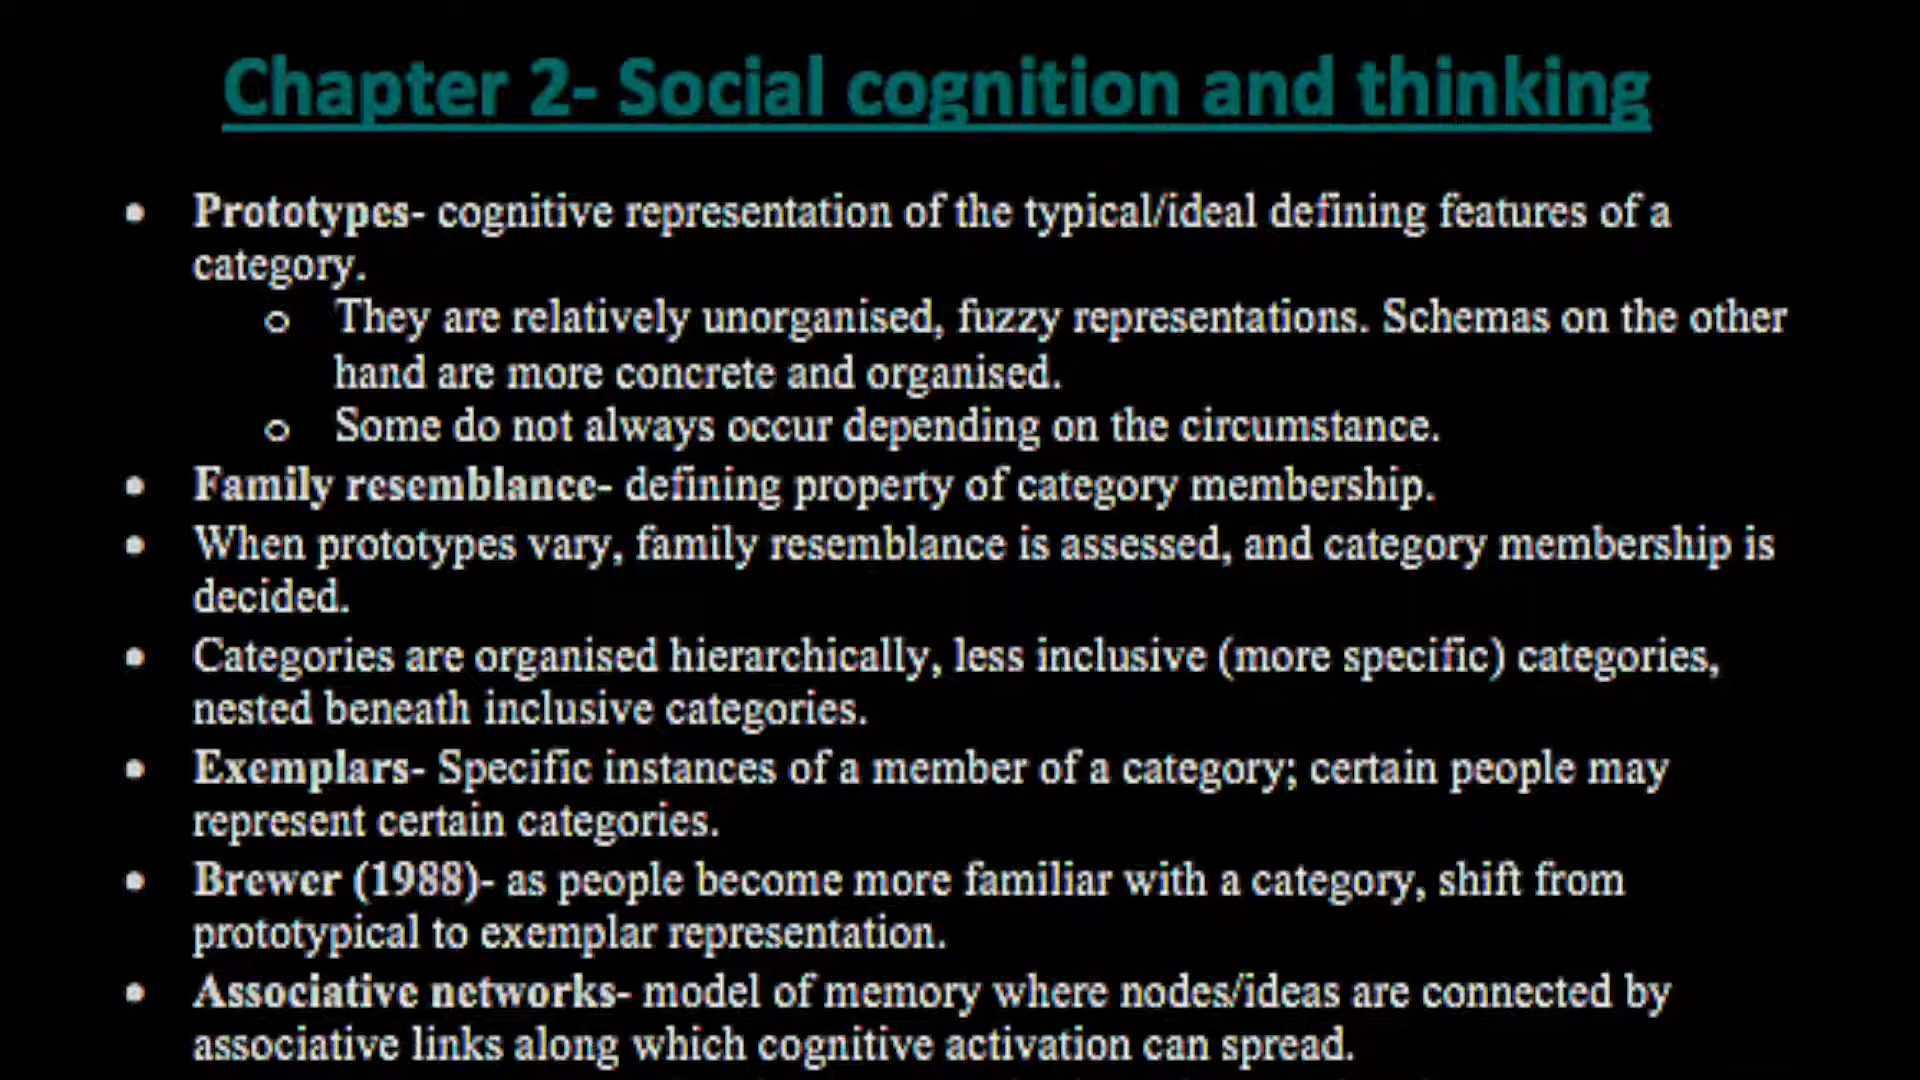 Chapter 2- Social cognition and thinking
• Prototypes- cognitive representation of the typical/ideal defining features of a
category.
o They are relatively unorganised, fuzzy representations. Schemas on the other
hand are more concrete and organised.
o Some do not always occur depending on the circumstance.
• Family resemblance- defining property of category membership.
• When prototypes vary, family resemblance is assessed, and category membership is
decided.
• Categories are organised hierarchically, less inclusive (more specific) categories,
nested beneath inclusive categories.
• Exemplars- Specific instances of a member of a category; certain people may
represent certain categories.
• Brewer (1988)- as people become more familiar with a category, shift from
prototypical to exemplar representation.
• Associative networks- model of memory where nodes/ideas are connected by
associative links along which cognitive activation can spread.